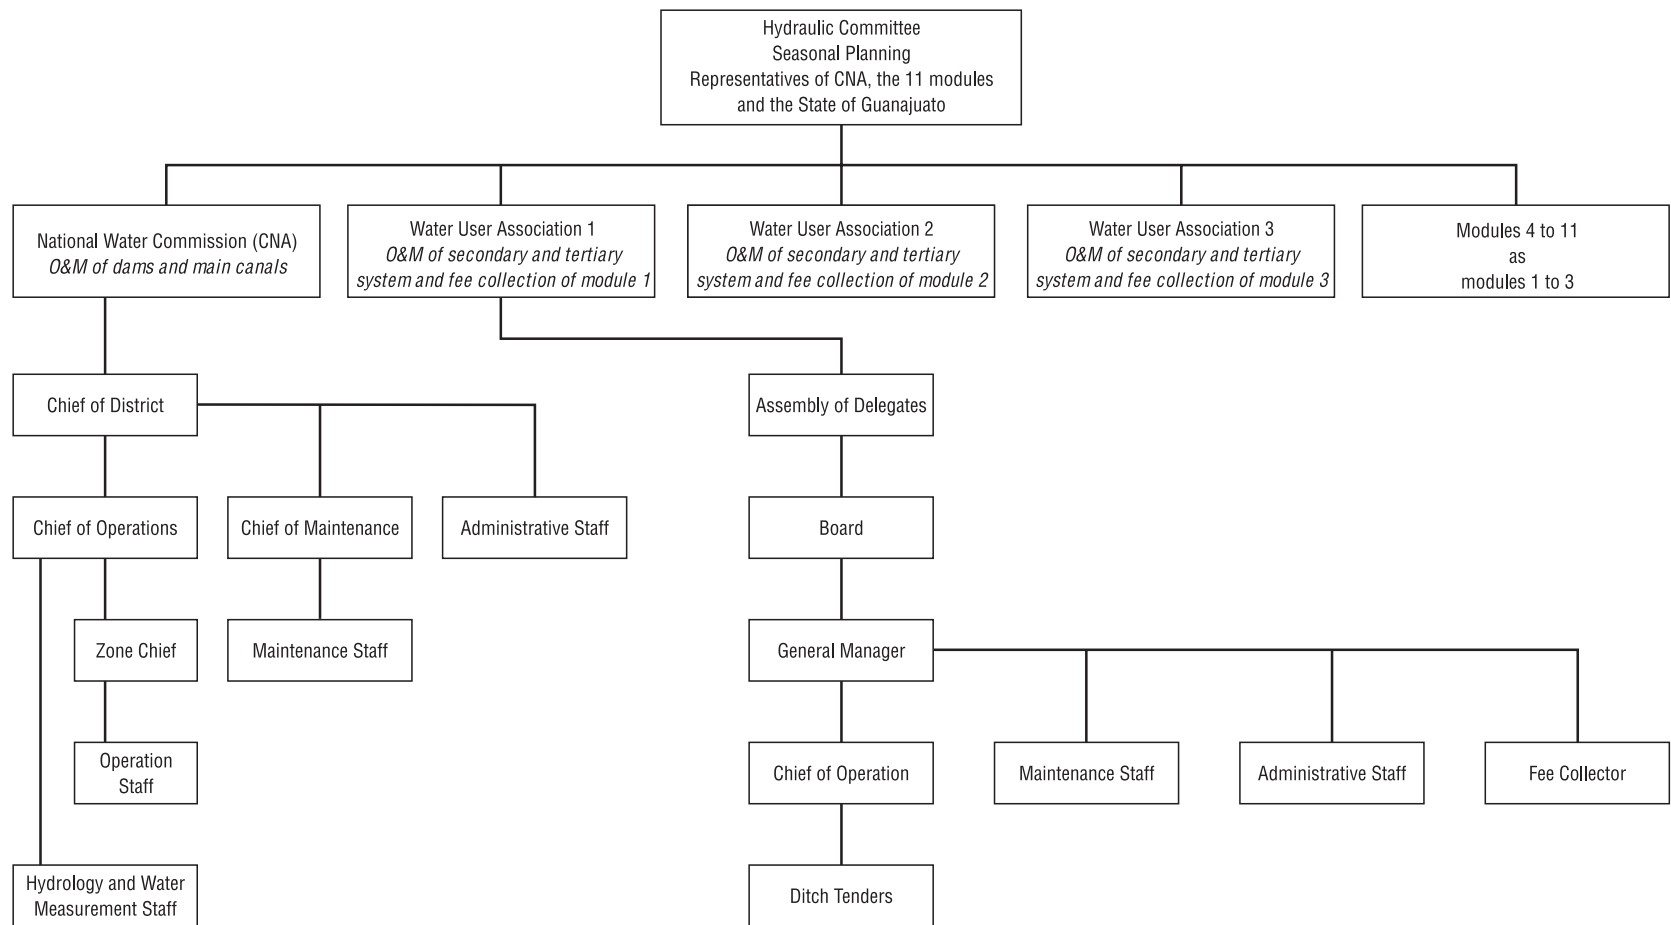 Hydraulic Committee
Seasonal Planning
Representatives of CNA, the 11 modules
and the State of Guanajuato
National Water Commission (CNA)
O&M of dams and main canals
Water User Association 1
O&M of secondary and tertiary
system and fee collection of module 1
Water User Association 2
O&M of secondary and tertiary
system and fee collection of module 2
Water User Association 3
O&M of secondary and tertiary
system and fee collection of module 3
Modules 4 to 11
as
modules 1 to 3
Chief of District
Assembly of Delegates
Chief of Operations
Chief of Maintenance
Administrative Staff
Board
Zone Chief
Maintenance Staff
General Manager
Operation
Staff
Chief of Operation
Maintenance Staff
Administrative Staff
Fee Collector
Hydrology and Water
Measurement Staff
Ditch Tenders